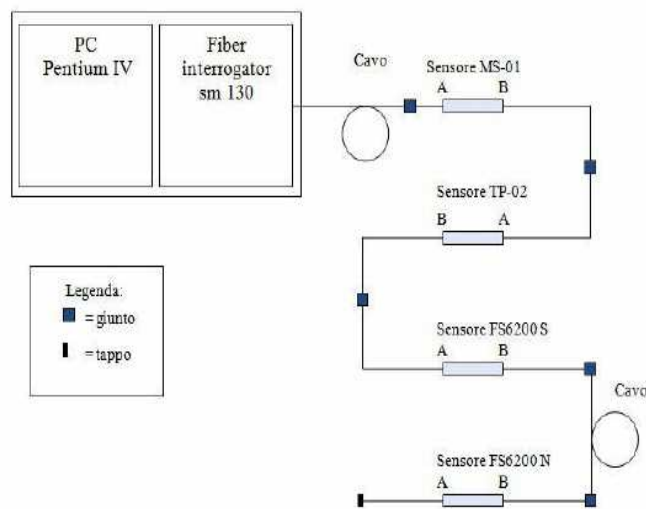 PC
Pentium IV
Fiber
interrogator
sm 130
Cavo
Sensore MS-01
A B
Sensore TP-02
B A
Legenda:
= giunto
= tappo
Sensore FS6200 S
A B
Cavo
Sensore FS6200 N
A B